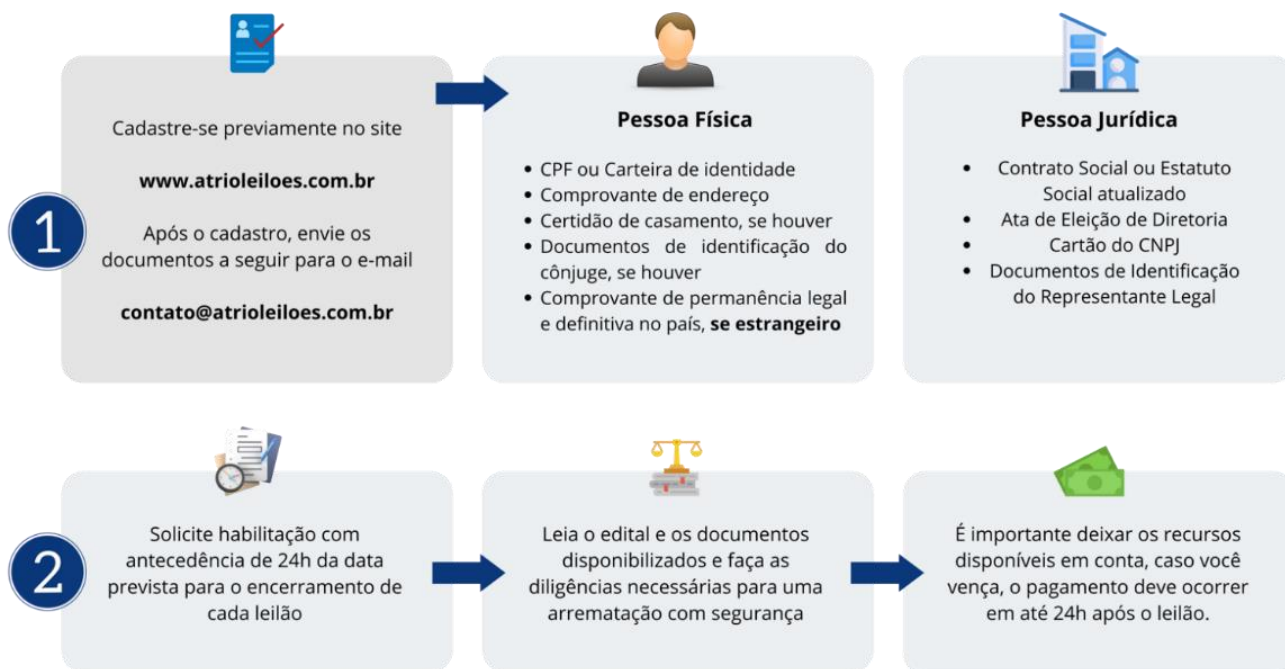 1
Cadastre-se previamente no site
www.atrioleiloes.com.br
Após o cadastro, envie os
documentos a seguir para o e-mail
contato@atrioleiloes.com.br
Pessoa Física
• CPF ou Carteira de identidade
• Comprovante de endereço
• Certidão de casamento, se houver
• Documentos de identificação do
cônjuge, se houver
• Comprovante de permanência legal
e definitiva no país, se estrangeiro
Pessoa Jurídica
• Contrato Social ou Estatuto
Social atualizado
• Ata de Eleição de Diretoria
• Cartão do CNPJ
• Documentos de Identificação
do Representante Legal
2
Solicite habilitação com
antecedência de 24h da data
prevista para o encerramento de
cada leilão
Leia o edital e os documentos
disponibilizados e faça as
diligências necessárias para uma
arrematação com segurança
É importante deixar os recursos
disponíveis em conta, caso você
vença, o pagamento deve ocorrer
em até 24h após o leilão.